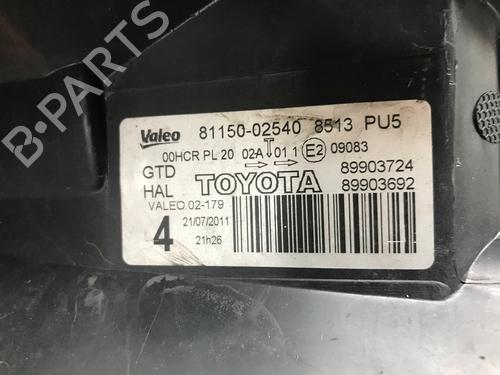 Valeo 81150-02540 8513 PU5
00HCR PL 20 02A 01 1 E2 09083
GTD 89903724
HAL TOYOTA 89903692
VALEO 02-179
4 21/07/2011
21h26
B-PARTS